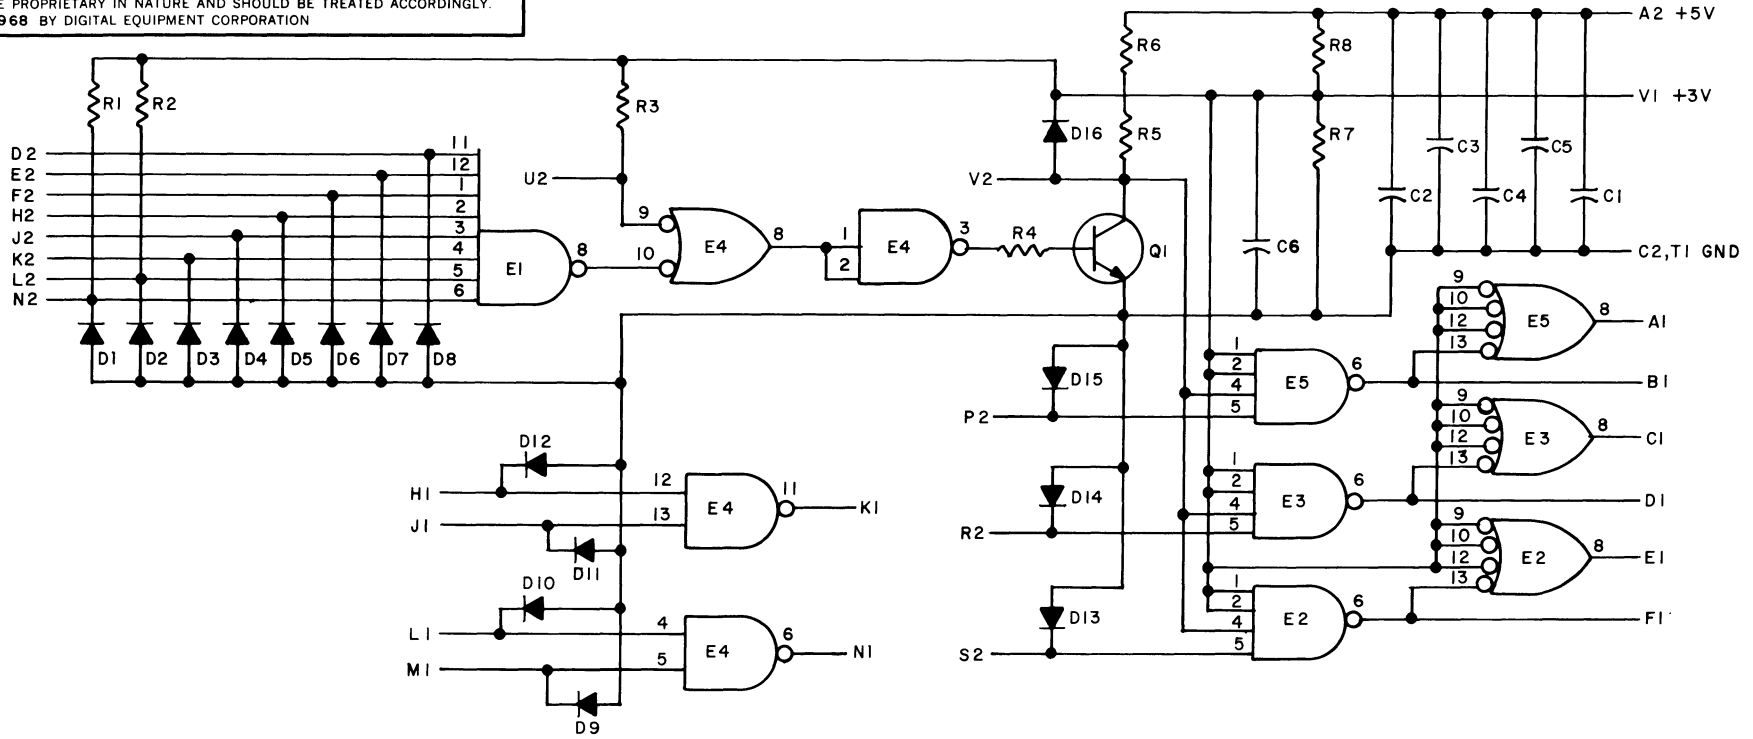 E PROPRIETARY IN NATURE AND SHOULD BE TREATED ACCORDINGLY.
968 BY DIGITAL EQUIPMENT CORPORATION
A2 +5V
R6
R8
R1
R2
R3
V1 +3V
D16
R5
R7
C3
C5
D2
11
E2
12
F2
1
H2
2
J2
3
K2
4
L2
5
N2
6
E1
8
U2
9
10
E4
8
1
2
E4
3
R4
V2
Q1
C6
C2
C4
C1
C2,T1 GND
D1
D2
D3
D4
D5
D6
D7
D8
9
10
12
13
E5
8
A1
D15
P2
1
2
4
5
E5
6
B1
9
10
12
13
E3
8
C1
D12
H1
12
J1
13
E4
11
K1
D11
D14
R2
1
2
4
5
E3
6
D1
9
10
12
13
E2
8
E1
D10
L1
4
M1
5
E4
6
N1
D9
D13
S2
1
2
4
5
E2
6
F1